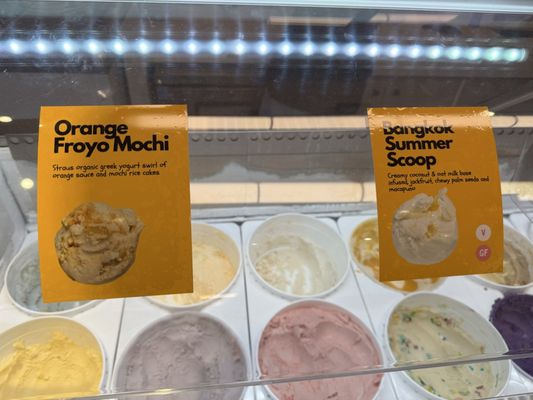 Orange
Froyo Mochi
Straus organic greek yogurt swirl of
orange sauce and mochi rice cakes
Bangkok
Summer
Scoop
Creamy coconut & oat milk base
infused, jackfruit, chewy palm seeds and
macapuno
V
GF